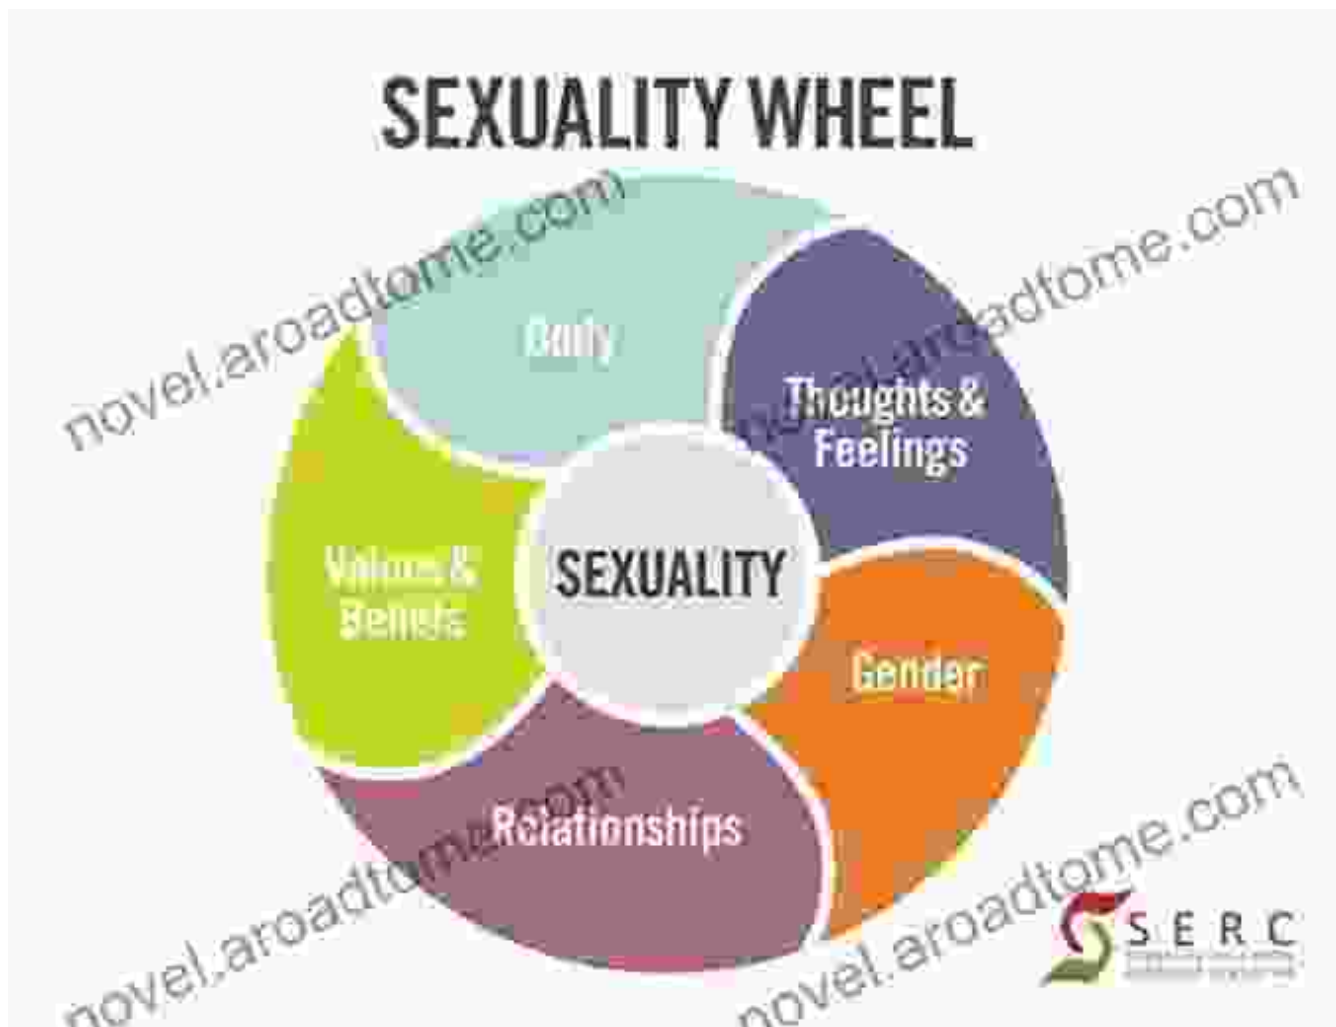 SEXUALITY WHEEL
novel.aroadtome.com
novel.aroadtome.com
Body
Thoughts &
Feelings
Values &
Beliefs
SEXUALITY
Gender
Relationships
novel.aroadtome.com
novel.aroadtome.com
SERC